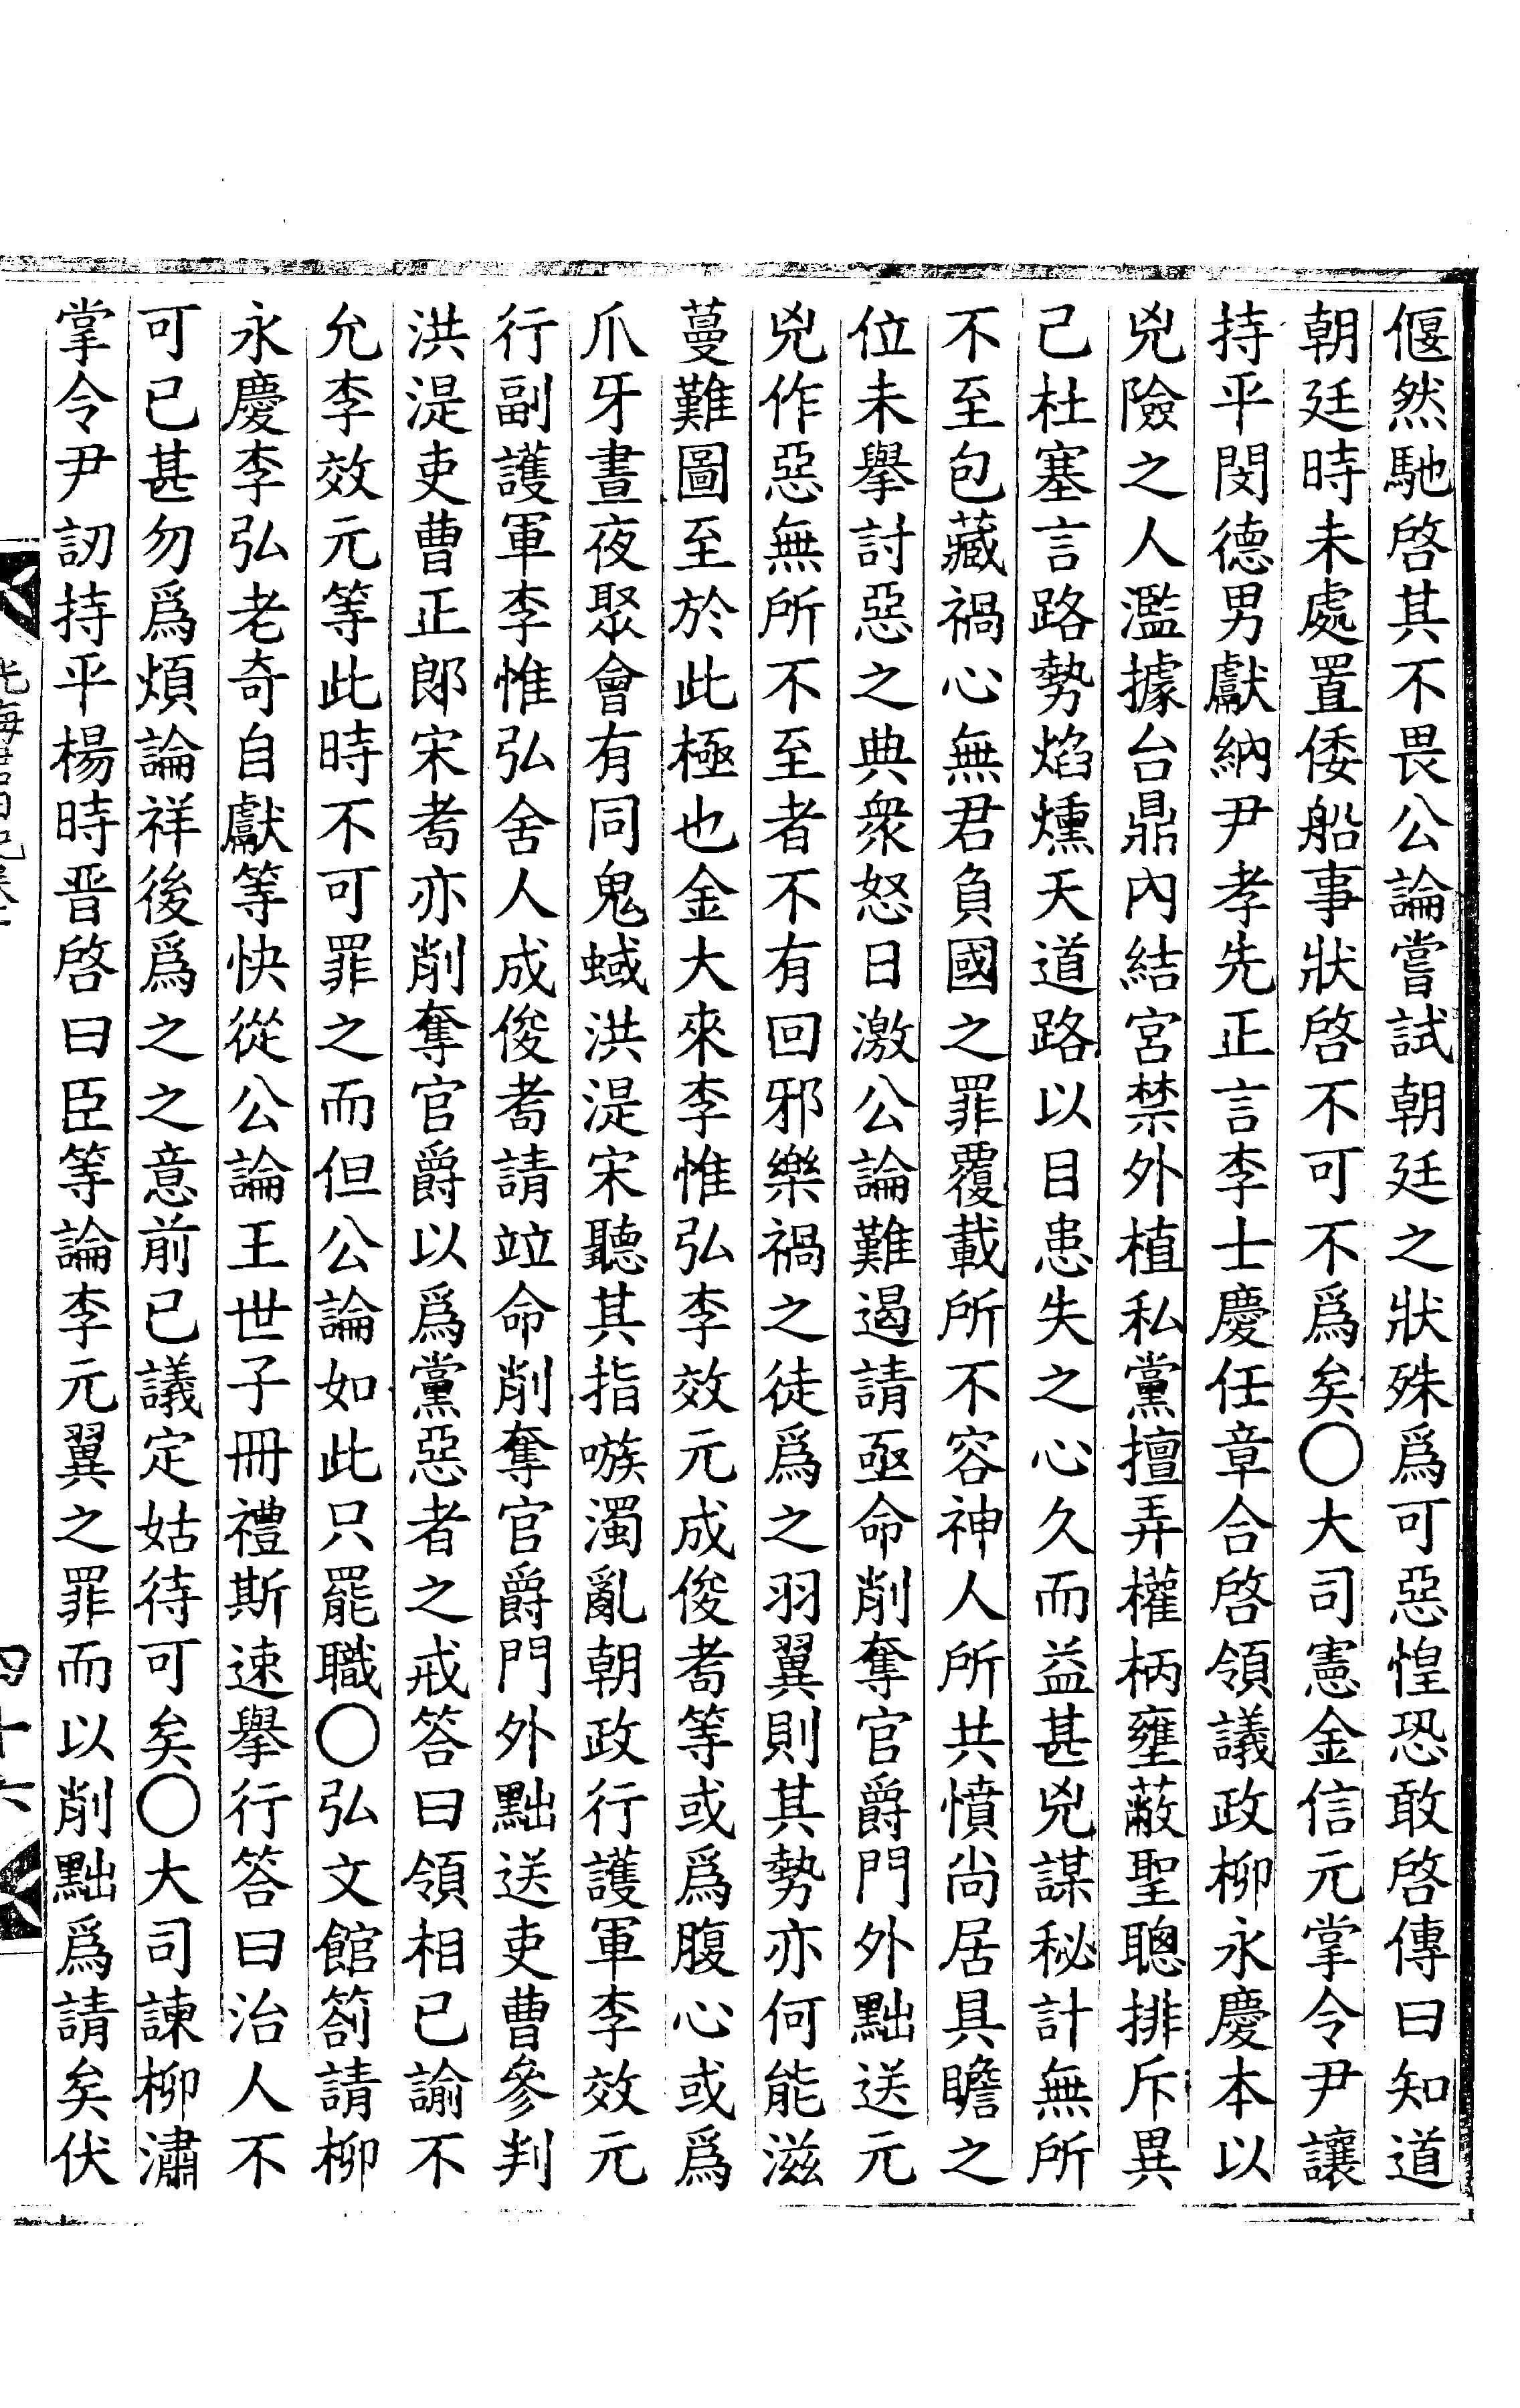 偃然馳啓其不畏公論嘗試朝廷之狀殊爲可惡惶恐敢啓傳曰知道
朝廷時未處置倭船事狀啓不可不爲矣〇大司憲金信元掌令尹讓
持平閔德男獻納尹孝先正言李士慶任章合啓領議政柳永慶本以
兇險之人濫據台鼎內結宮禁外植私黨擅弄權柄壅蔽聖聰排斥異
己杜塞言路勢焰燻天道路以目患失之心久而益甚兇謀秘計無所
不至包藏禍心無君負國之罪覆載所不容神人所共憤尚居具瞻之
位未擧討惡之典衆怒日激公論難遏請亟命削奪官爵門外黜送元
兇作惡無所不至者不有回邪樂禍之徒爲之羽翼則其勢亦何能滋
蔓難圖至於此極也金大來李惟弘李效元成俊耈等或爲腹心或爲
爪牙晝夜聚會有同鬼蜮洪湜宋聽其指嗾濁亂朝政行護軍李效元
行副護軍李惟弘舍人成俊耈請竝命削奪官爵門外黜送吏曹參判
洪湜吏曹正郞宋耈亦削奪官爵以爲黨惡者之戒答曰領相已諭不
允李效元等此時不可罪之而但公論如此只罷職〇弘文館箚請柳
永慶李弘老奇自獻等快從公論王世子冊禮斯速擧行答曰治人不
可已甚勿爲煩論祥後爲之之意前已議定姑待可矣〇大司諫柳潚
掌令尹訒持平楊時晋啓曰臣等論李元翼之罪而以削黜爲請矣伏
四十六